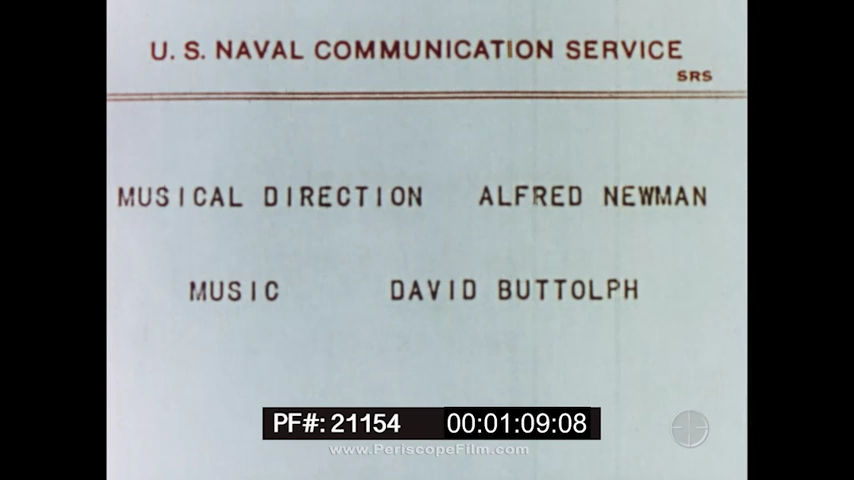 U. S. NAVAL COMMUNICATION SERVICE
SRS
MUSICAL DIRECTION ALFRED NEWMAN
MUSIC DAVID BUTTOLPH
PF#: 21154 00:01:09:08
www.PeriscopeFilm.com